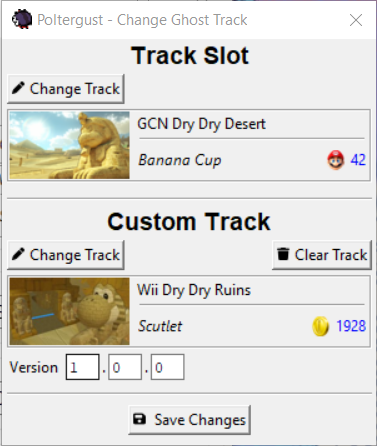 Poltergust - Change Ghost Track
Track Slot
Change Track
GCN Dry Dry Desert
Banana Cup
42
Custom Track
Change Track
Clear Track
Wii Dry Dry Ruins
Scutlet
1928
Version 1.0.0
Save Changes